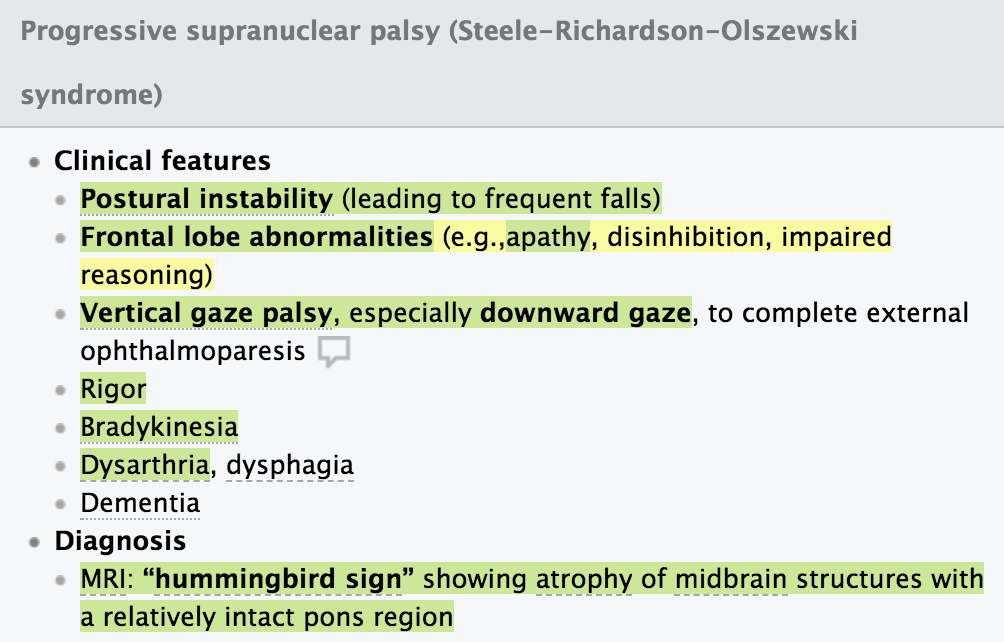 Progressive supranuclear palsy (Steele–Richardson–Olszewski
syndrome)
Clinical features
Postural instability (leading to frequent falls)
Frontal lobe abnormalities (e.g.,apathy, disinhibition, impaired
reasoning)
Vertical gaze palsy, especially downward gaze, to complete external
ophthalmoparesis
Rigor
Bradykinesia
Dysarthria, dysphagia
Dementia
Diagnosis
MRI: “hummingbird sign” showing atrophy of midbrain structures with
a relatively intact pons region